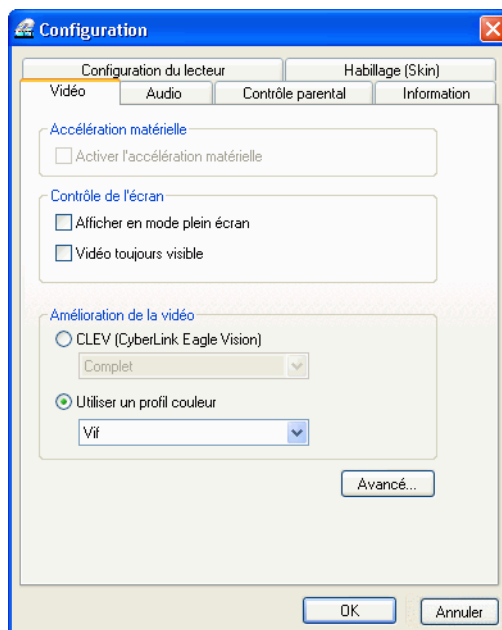 Configuration
Configuration du lecteur
Habillage (Skin)
Vidéo
Audio
Contrôle parental
Information
Accélération matérielle
Activer l'accélération matérielle
Contrôle de l'écran
Afficher en mode plein écran
Vidéo toujours visible
Amélioration de la vidéo
CLEV (CyberLink Eagle Vision)
Complet
Utiliser un profil couleur
Vif
Avancé...
OK
Annuler